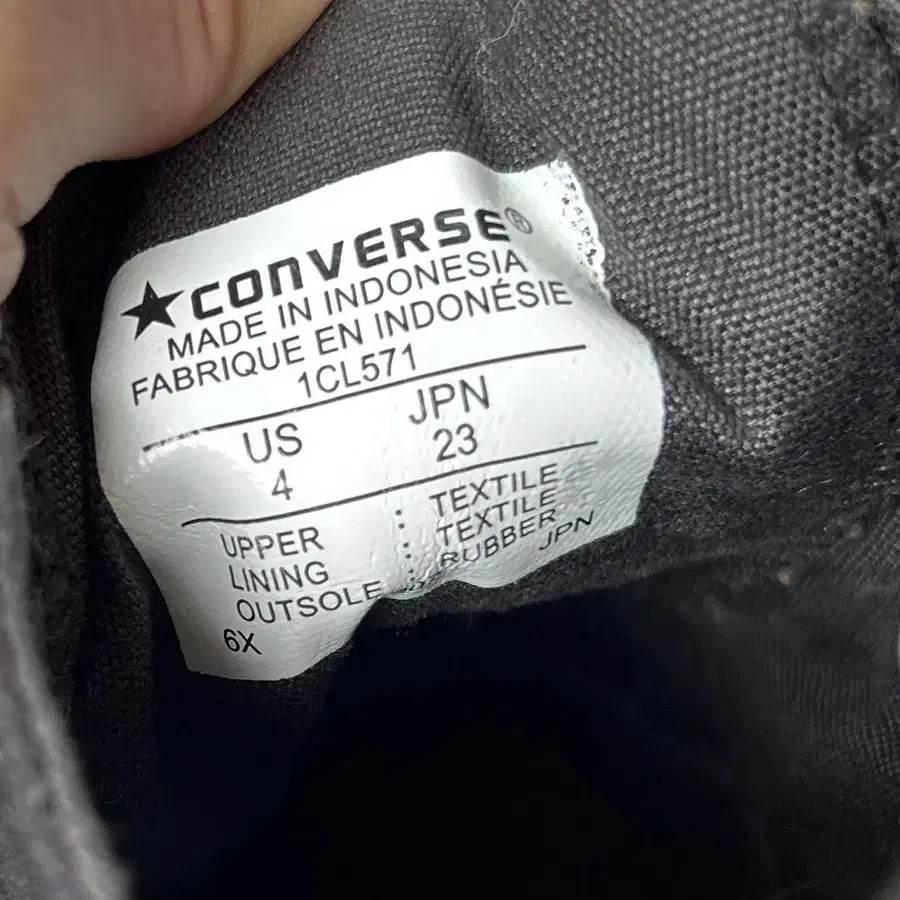 ★CONVERSE®
MADE IN INDONESIA
FABRIQUE EN INDONÉSIE
1CL571
US JPN
4 23
UPPER : TEXTILE
LINING : TEXTILE
OUTSOLE : RUBBER
6X JPN